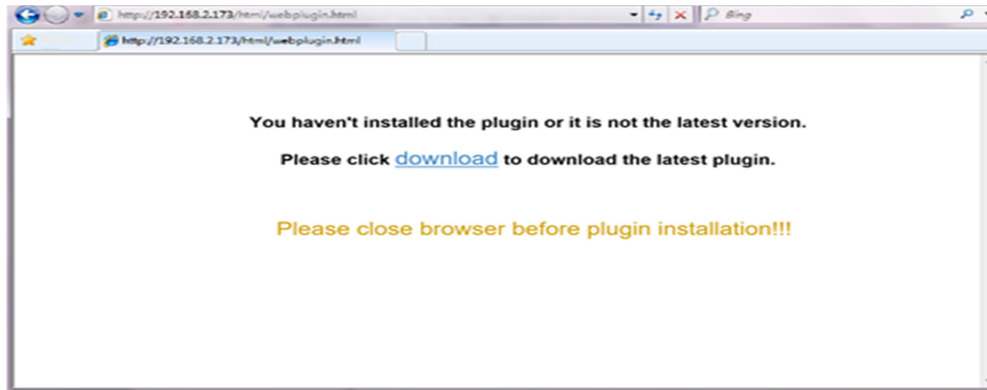 http://192.168.2.173/html/webplugin.html
Bing
http://192.168.2.173/html/webplugin.html
You haven't installed the plugin or it is not the latest version.
Please click download to download the latest plugin.
Please close browser before plugin installation!!!